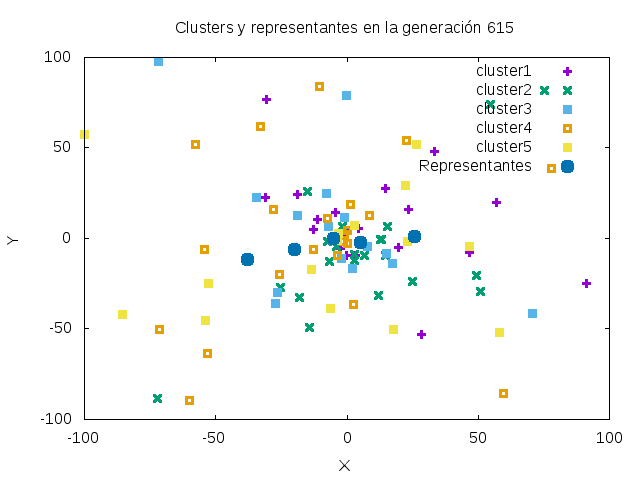 Clusters y representantes en la generación 615
100
50
0
-50
-100
-100
-50
0
50
100
Y
X
cluster1
cluster2
cluster3
cluster4
cluster5
Representantes